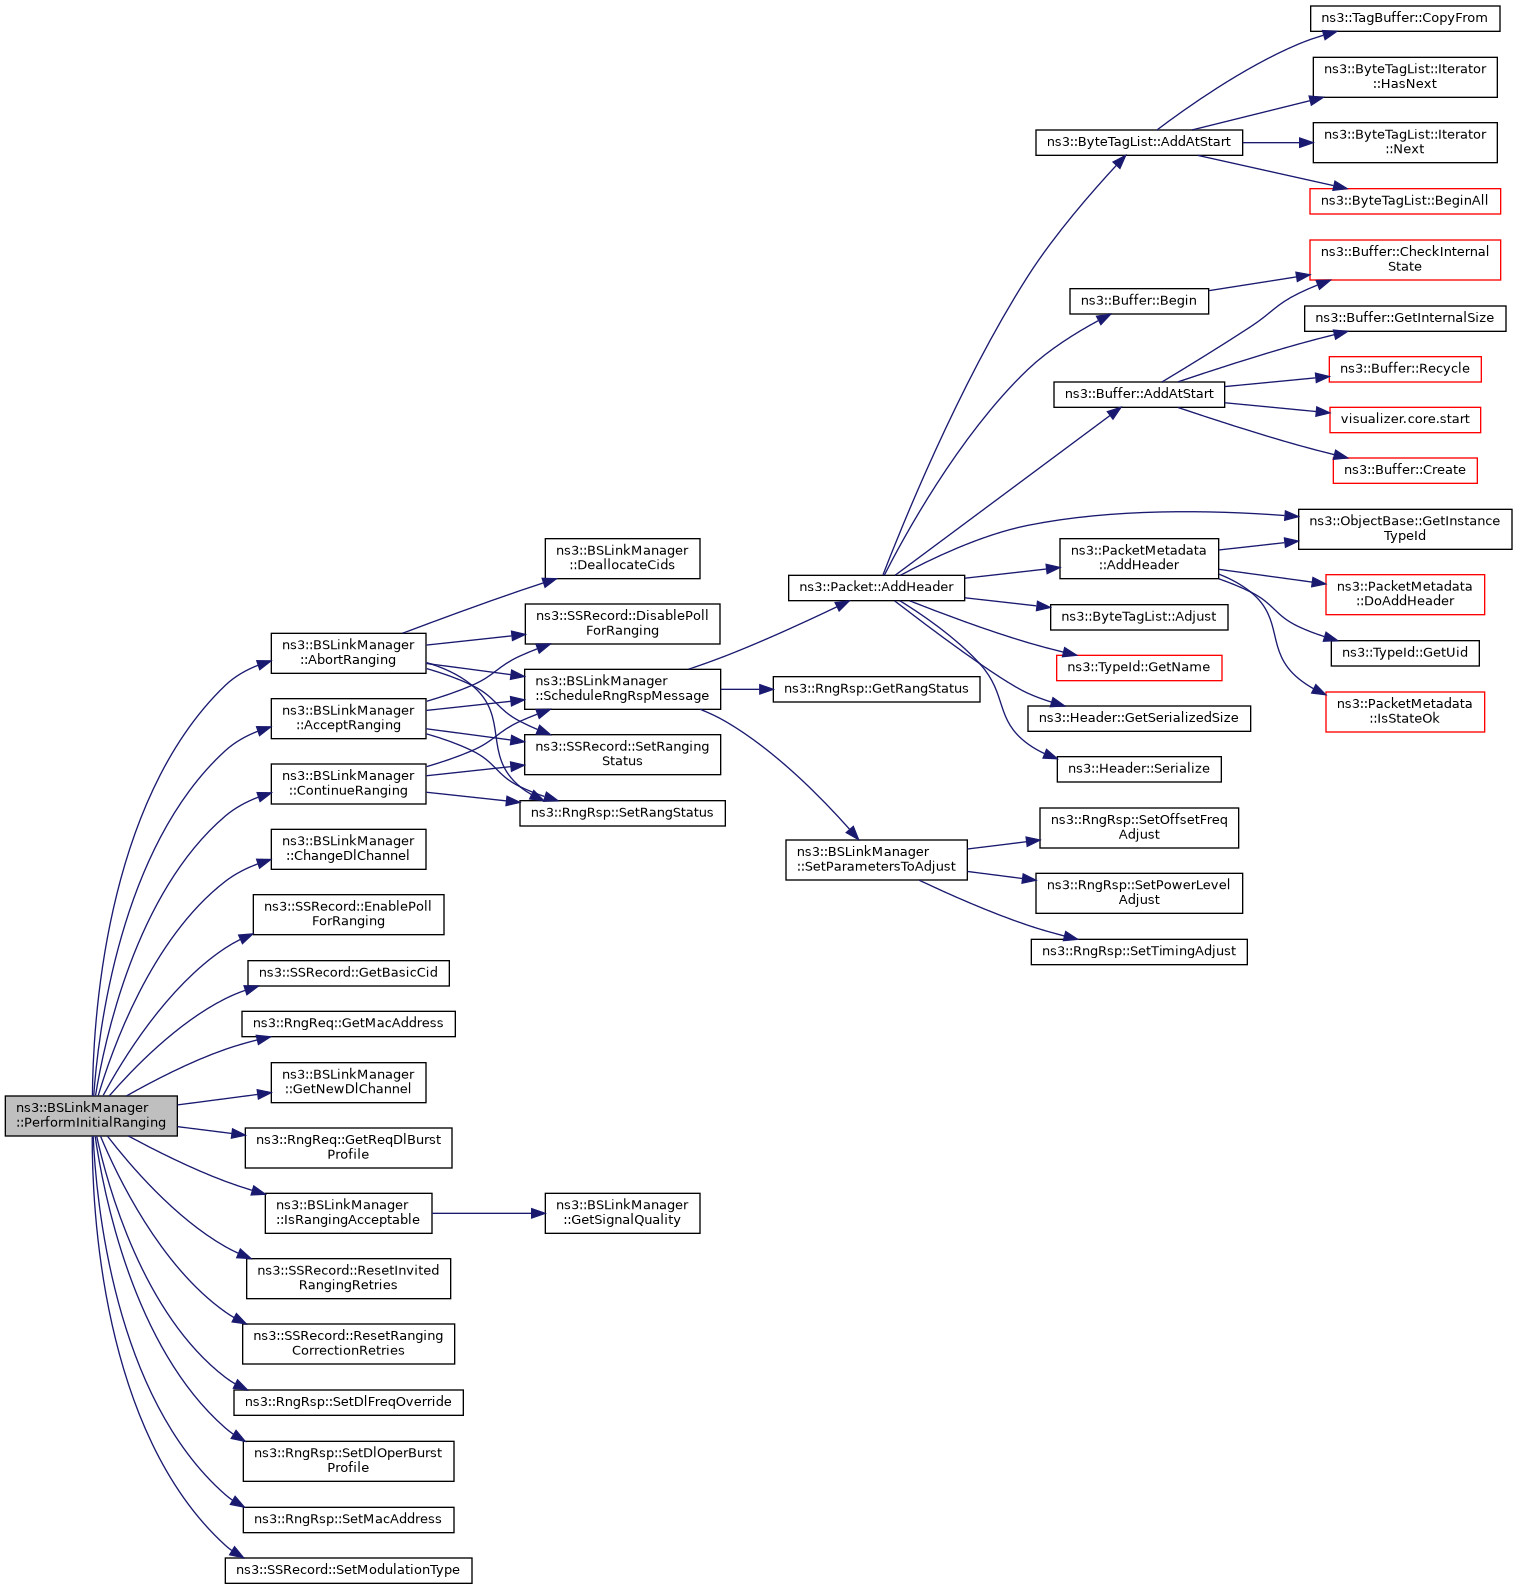 ns3::BSLinkManager
::PerformInitialRanging
ns3::BSLinkManager
::AbortRanging
ns3::BSLinkManager
::AcceptRanging
ns3::BSLinkManager
::ContinueRanging
ns3::BSLinkManager
::ChangeDlChannel
ns3::SSRecord::EnablePoll
ForRanging
ns3::SSRecord::GetBasicCid
ns3::RngReq::GetMacAddress
ns3::BSLinkManager
::GetNewDlChannel
ns3::RngReq::GetReqDlBurst
Profile
ns3::BSLinkManager
::IsRangingAcceptable
ns3::SSRecord::ResetInvited
RangingRetries
ns3::SSRecord::ResetRanging
CorrectionRetries
ns3::RngRsp::SetDlFreqOverride
ns3::RngRsp::SetDlOperBurst
Profile
ns3::RngRsp::SetMacAddress
ns3::SSRecord::SetModulationType
ns3::BSLinkManager
::DeallocateCids
ns3::SSRecord::DisablePoll
ForRanging
ns3::BSLinkManager
::ScheduleRngRspMessage
ns3::SSRecord::SetRanging
Status
ns3::RngRsp::SetRangStatus
ns3::BSLinkManager
::GetSignalQuality
ns3::Packet::AddHeader
ns3::RngRsp::GetRangStatus
ns3::BSLinkManager
::SetParametersToAdjust
ns3::ByteTagList::AddAtStart
ns3::Buffer::Begin
ns3::Buffer::AddAtStart
ns3::PacketMetadata
::AddHeader
ns3::ByteTagList::Adjust
ns3::TypeId::GetName
ns3::Header::GetSerializedSize
ns3::Header::Serialize
ns3::RngRsp::SetOffsetFreq
Adjust
ns3::RngRsp::SetPowerLevel
Adjust
ns3::RngRsp::SetTimingAdjust
ns3::TagBuffer::CopyFrom
ns3::ByteTagList::Iterator
::HasNext
ns3::ByteTagList::Iterator
::Next
ns3::ByteTagList::BeginAll
ns3::Buffer::CheckInternal
State
ns3::Buffer::GetInternalSize
ns3::Buffer::Recycle
visualizer.core.start
ns3::Buffer::Create
ns3::ObjectBase::GetInstance
TypeId
ns3::PacketMetadata
::DoAddHeader
ns3::TypeId::GetUid
ns3::PacketMetadata
::IsStateOk